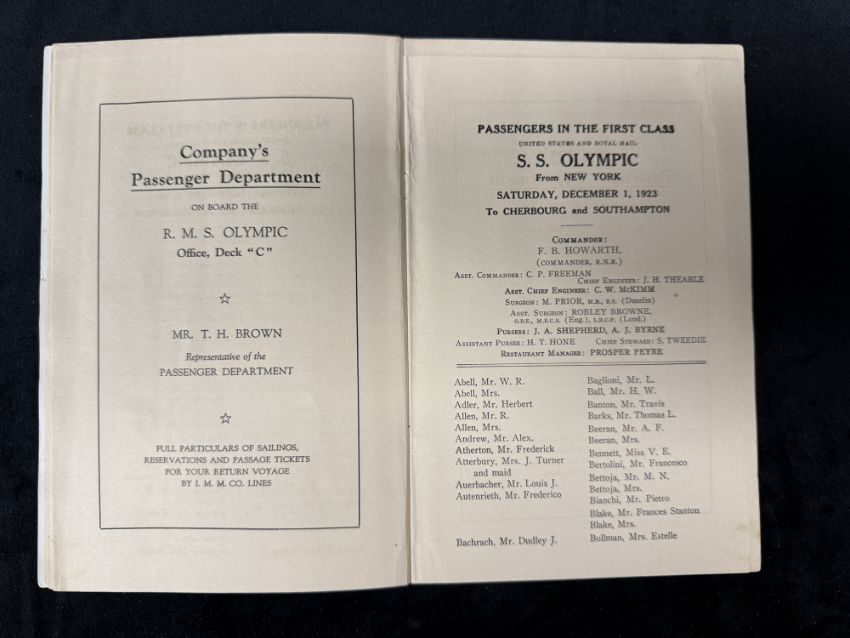 Company's
Passenger Department
ON BOARD THE
R. M. S. OLYMPIC
Office, Deck "C"
MR. T. H. BROWN
Representative of the
PASSENGER DEPARTMENT
FULL PARTICULARS OF SAILINGS,
RESERVATIONS AND PASSAGE TICKETS
FOR YOUR RETURN VOYAGE
BY I. M. M. CO. LINES
PASSENGERS IN THE FIRST CLASS
UNITED STATES AND ROYAL MAIL
S. S. OLYMPIC
From NEW YORK
SATURDAY, DECEMBER 1, 1923
To CHERBOURG and SOUTHAMPTON
COMMANDER:
F. B. HOWARTH,
(COMMANDER, R.N.R.)
ASST. COMMANDER: C. P. FREEMAN
CHIEF ENGINEER: J. H. THEARLE
ASST. CHIEF ENGINEER: C. W. McKIMM
SURGEON: M. PRIOR, M.B., B.S. (Dunelm)
ASST. SURGEON: ROBLEY BROWNE,
O.B.E., M.R.C.S. (Eng.), L.R.C.P. (Lond.)
PURSERS: J. A. SHEPHERD, A. J. BYRNE
ASSISTANT PURSER: H. T. HONE CHIEF STEWARD: S. TWEEDIE
RESTAURANT MANAGER: PROSPER PEYRE
Abell, Mr. W. R.
Abell, Mrs.
Adler, Mr. Herbert
Allen, Mr. R.
Allen, Mrs.
Andrew, Mr. Alex.
Atherton, Mr. Frederick
Atterbury, Mrs. J. Turner
and maid
Auerbacher, Mr. Louis J.
Autenrieth, Mr. Frederico
Bachrach, Mr. Dudley J.
Baglioni, Mr. L.
Ball, Mr. H. W.
Banton, Mr. Travis
Barks, Mr. Thomas L.
Beeran, Mr. A. F.
Beeran, Mrs.
Bennett, Miss V. E.
Bertolini, Mr. Francesco
Bettoja, Mr. M. N.
Bettoja, Mrs.
Bianchi, Mr. Pietro
Blake, Mr. Frances Stanton
Blake, Mrs.
Bollman, Mrs. Estelle